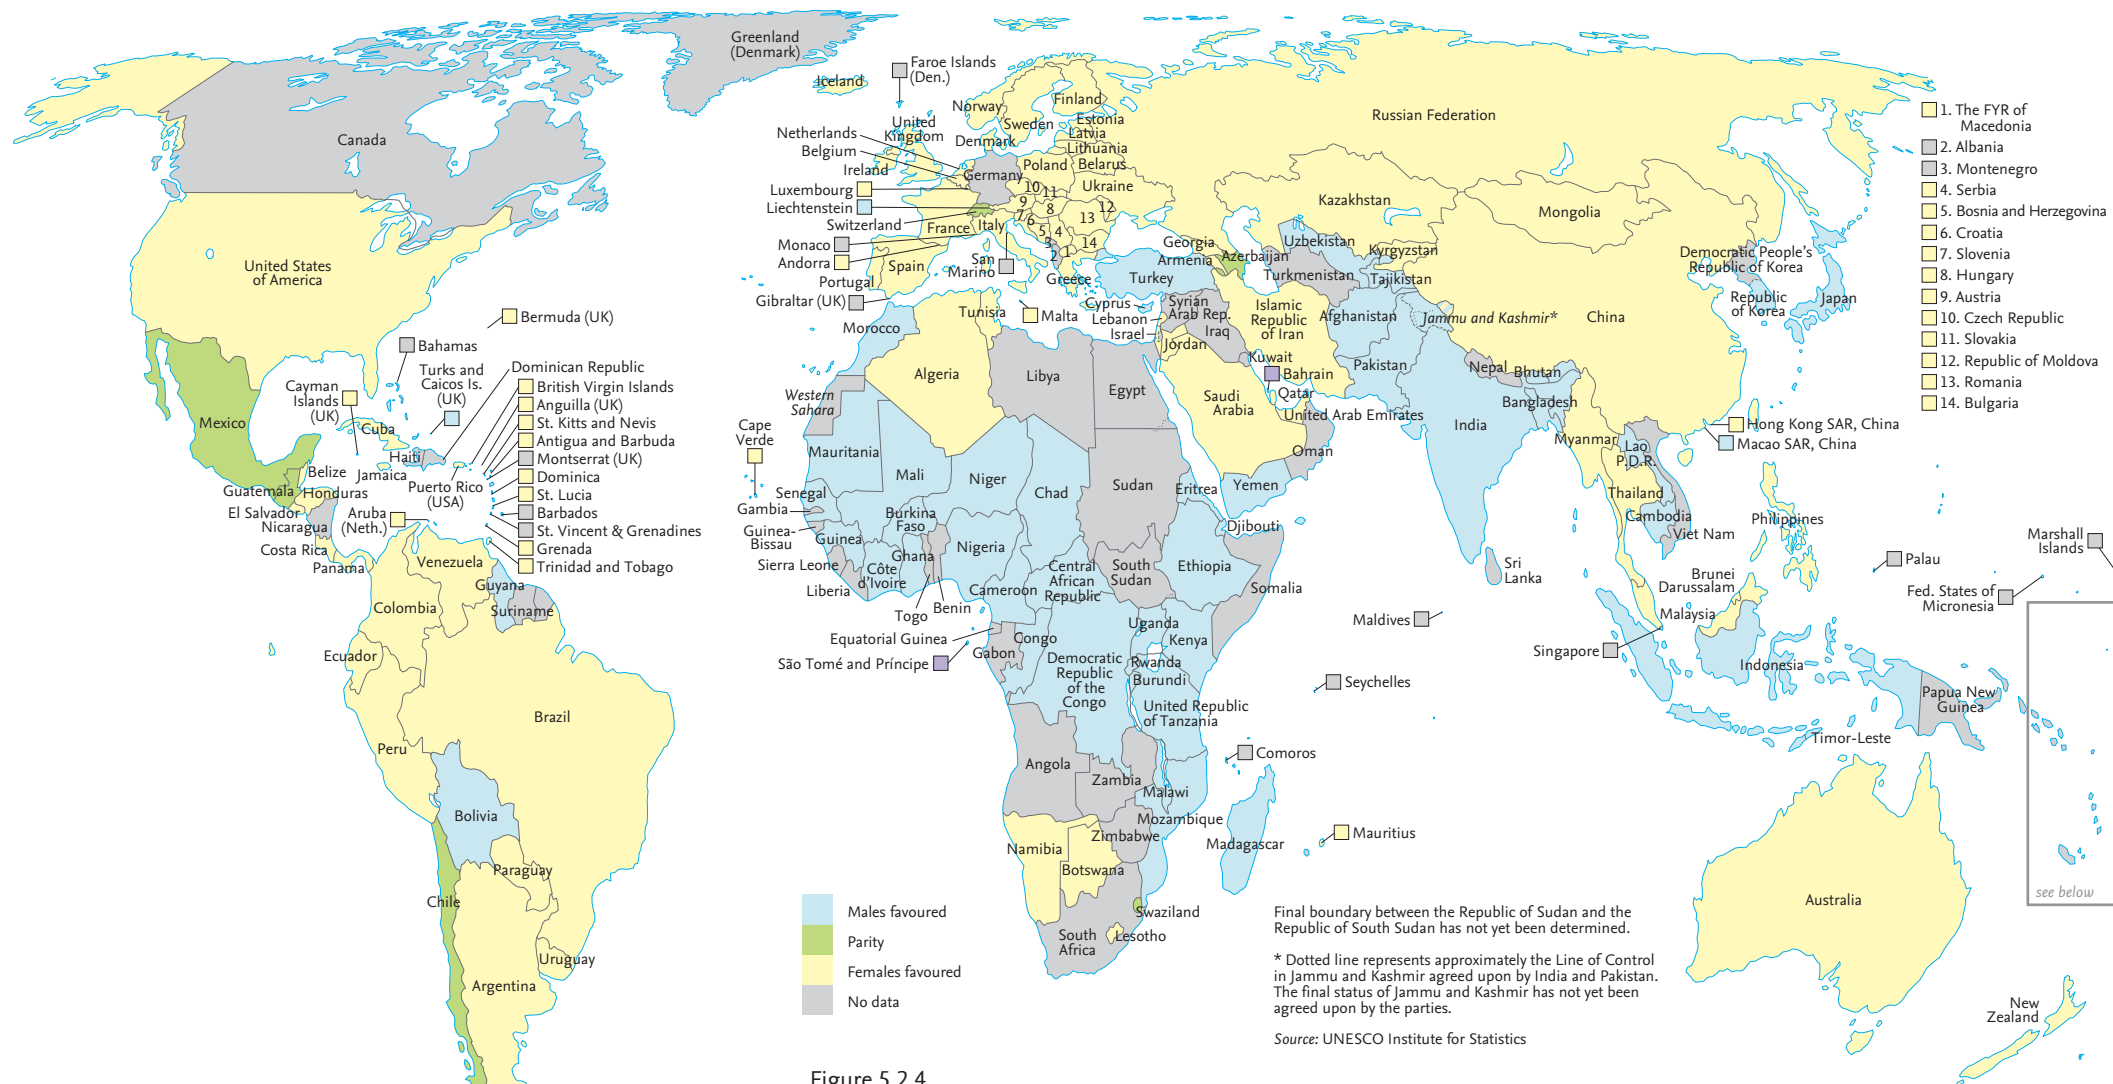 Greenland
(Denmark)
Canada
United States
of America
Mexico
Bermuda (UK)
Bahamas
Turks and
Caicos Is.
(UK)
Cayman
Islands
(UK)
Cuba
Haiti
Jamaica
Puerto Rico
(USA)
Dominican Republic
British Virgin Islands
Anguilla (UK)
St. Kitts and Nevis
Antigua and Barbuda
Montserrat (UK)
Dominica
St. Lucia
Barbados
St. Vincent & Grenadines
Grenada
Trinidad and Tobago
Belize
Guatemala
Honduras
El Salvador
Nicaragua
Costa Rica
Panama
Aruba
(Neth.)
Venezuela
Guyana
Suriname
Colombia
Ecuador
Peru
Brazil
Bolivia
Paraguay
Chile
Uruguay
Argentina
Iceland
Faroe Islands
(Den.)
Norway
Finland
Sweden
Estonia
Latvia
Lithuania
Belarus
Denmark
United
Kingdom
Netherlands
Belgium
Ireland
Luxembourg
Liechtenstein
Switzerland
Monaco
Andorra
Portugal
Gibraltar (UK)
Germany
Poland
Ukraine
France
Italy
Spain
San
Marino
Greece
Malta
10
11
9
8
7
6
5
4
3
2
1
12
13
14
Russian Federation
Kazakhstan
Mongolia
Georgia
Armenia
Azerbaijan
Uzbekistan
Kyrgyzstan
Turkmenistan
Tajikistan
Turkey
Cyprus
Lebanon
Israel
Syrian
Arab Rep.
Iraq
Jordan
Islamic
Republic
of Iran
Afghanistan
Jammu and Kashmir*
China
Kuwait
Bahrain
Qatar
Saudi
Arabia
United Arab Emirates
Oman
Yemen
Pakistan
Nepal
Bhutan
Bangladesh
India
Myanmar
Lao
P.D.R.
Thailand
Cambodia
Viet Nam
Sri
Lanka
Maldives
Democratic People's
Republic of Korea
Republic
of Korea
Japan
Hong Kong SAR, China
Macao SAR, China
Philippines
Brunei
Darussalam
Malaysia
Singapore
Indonesia
Timor-Leste
Papua New
Guinea
Palau
Fed. States of
Micronesia
Marshall
Islands
Australia
New
Zealand
see below
Morocco
Tunisia
Algeria
Libya
Egypt
Western
Sahara
Cape
Verde
Mauritania
Mali
Niger
Chad
Sudan
Eritrea
Djibouti
Senegal
Gambia
Guinea-
Bissau
Guinea
Sierra Leone
Liberia
Burkina
Faso
Ghana
Côte
d'Ivoire
Togo
Benin
Nigeria
Cameroon
Central
African
Republic
South
Sudan
Ethiopia
Somalia
Equatorial Guinea
São Tomé and Príncipe
Gabon
Congo
Democratic
Republic
of the
Congo
Uganda
Kenya
Rwanda
Burundi
United Republic
of Tanzania
Seychelles
Comoros
Angola
Zambia
Malawi
Mozambique
Zimbabwe
Madagascar
Mauritius
Namibia
Botswana
Swaziland
Lesotho
South
Africa
1. The FYR of
Macedonia
2. Albania
3. Montenegro
4. Serbia
5. Bosnia and Herzegovina
6. Croatia
7. Slovenia
8. Hungary
9. Austria
10. Czech Republic
11. Slovakia
12. Republic of Moldova
13. Romania
14. Bulgaria
Males favoured
Parity
Females favoured
No data
Final boundary between the Republic of Sudan and the
Republic of South Sudan has not yet been determined.
* Dotted line represents approximately the Line of Control
in Jammu and Kashmir agreed upon by India and Pakistan.
The final status of Jammu and Kashmir has not yet been
agreed upon by the parties.
Source: UNESCO Institute for Statistics
Figure 5.2.4